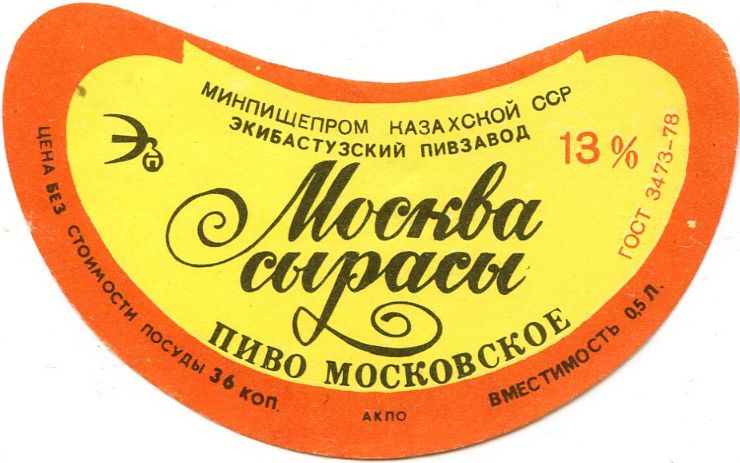 МИНПИЩЕПРОМ КАЗАХСКОЙ ССР
ЭКИБАСТУЗСКИЙ ПИВЗАВОД
13 %
ГОСТ 3473-78
Москва
сырасы
ПИВО МОСКОВСКОЕ
ЦЕНА БЕЗ СТОИМОСТИ ПОСУДЫ 36 КОП.
АКПО
ВМЕСТИМОСТЬ 0,5 Л.